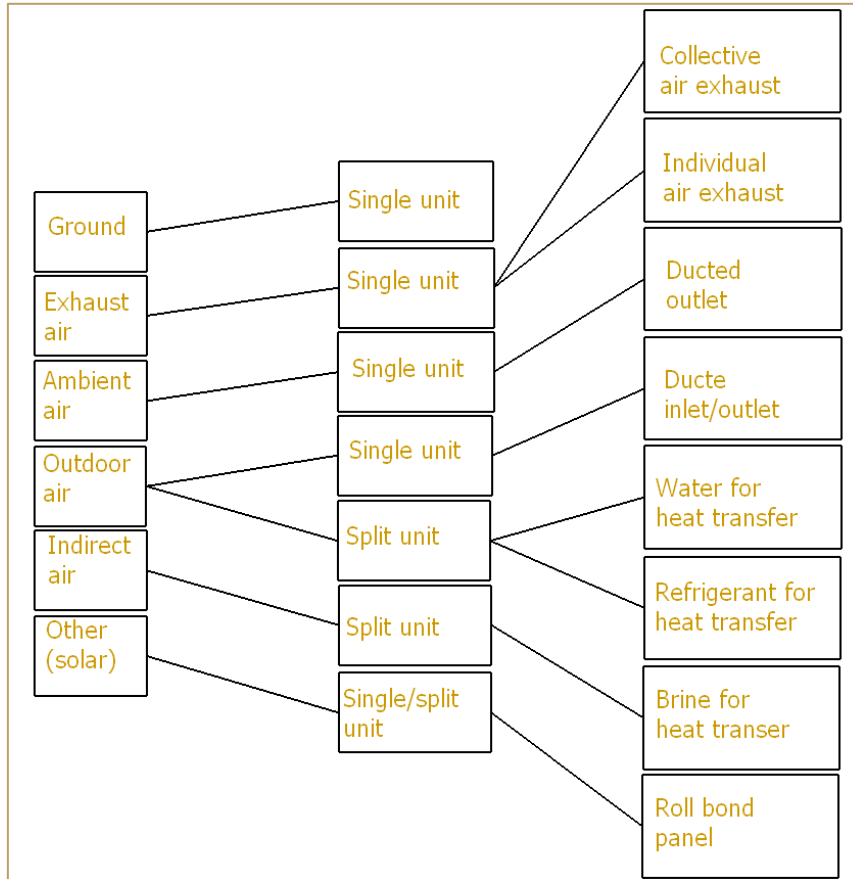 Ground
Exhaust
air
Ambient
air
Outdoor
air
Indirect
air
Other
(solar)
Single unit
Single unit
Single unit
Single unit
Split unit
Split unit
Single/split
unit
Collective
air exhaust
Individual
air exhaust
Ducted
outlet
Ducte
inlet/outlet
Water for
heat transfer
Refrigerant for
heat transfer
Brine for
heat transer
Roll bond
panel